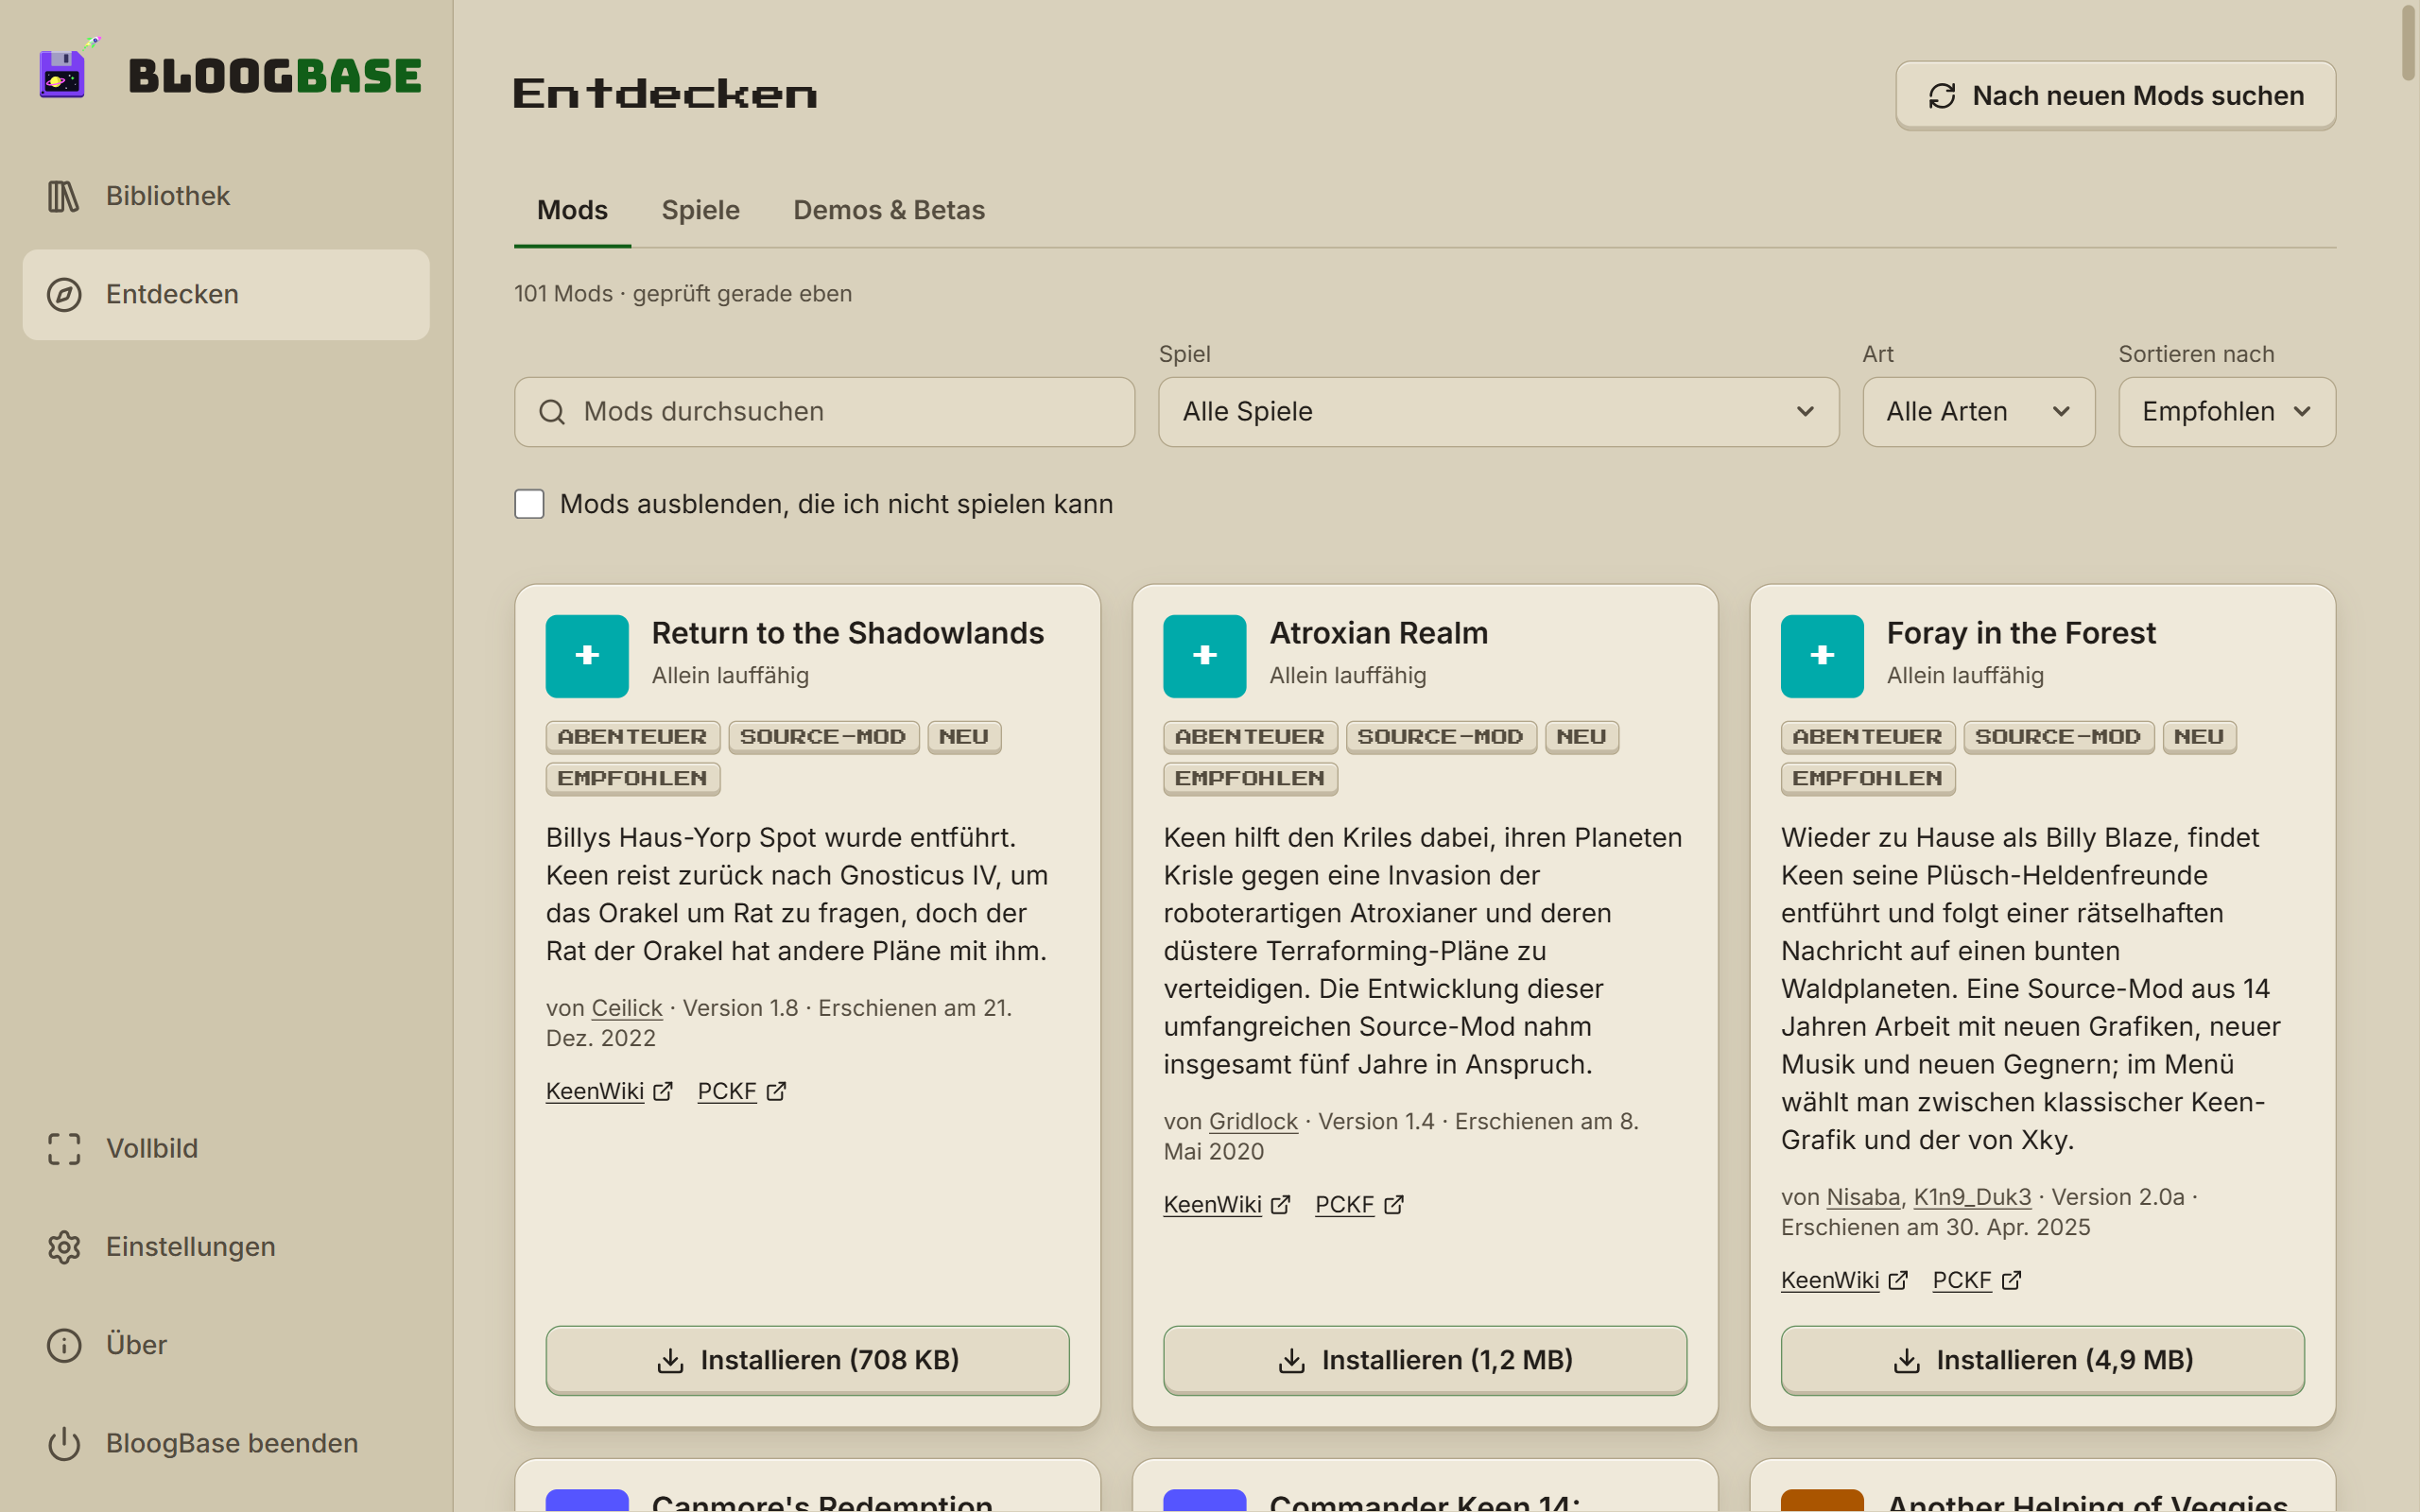 BLOOGBASE
Bibliothek
Entdecken
Vollbild
Einstellungen
Über
BloogBase beenden
Entdecken
Nach neuen Mods suchen
Mods
Spiele
Demos & Betas
101 Mods · geprüft gerade eben
Mods durchsuchen
Spiel
Alle Spiele
Art
Alle Arten
Sortieren nach
Empfohlen
Mods ausblenden, die ich nicht spielen kann
+
Return to the Shadowlands
Allein lauffähig
ABENTEUER SOURCE-MOD NEU
EMPFOHLEN
Billys Haus-Yorp Spot wurde entführt.
Keen reist zurück nach Gnosticus IV, um
das Orakel um Rat zu fragen, doch der
Rat der Orakel hat andere Pläne mit ihm.
von Ceilick · Version 1.8 · Erschienen am 21.
Dez. 2022
KeenWiki PCKF
Installieren (708 KB)
+
Atroxian Realm
Allein lauffähig
ABENTEUER SOURCE-MOD NEU
EMPFOHLEN
Keen hilft den Kriles dabei, ihren Planeten
Krisle gegen eine Invasion der
roboterartigen Atroxianer und deren
düstere Terraforming-Pläne zu
verteidigen. Die Entwicklung dieser
umfangreichen Source-Mod nahm
insgesamt fünf Jahre in Anspruch.
von Gridlock · Version 1.4 · Erschienen am 8.
Mai 2020
KeenWiki PCKF
Installieren (1,2 MB)
+
Foray in the Forest
Allein lauffähig
ABENTEUER SOURCE-MOD NEU
EMPFOHLEN
Wieder zu Hause als Billy Blaze, findet
Keen seine Plüsch-Heldenfreunde
entführt und folgt einer rätselhaften
Nachricht auf einen bunten
Waldplaneten. Eine Source-Mod aus 14
Jahren Arbeit mit neuen Grafiken, neuer
Musik und neuen Gegnern; im Menü
wählt man zwischen klassischer Keen-
Grafik und der von Xky.
von Nisaba, K1n9_Duk3 · Version 2.0a ·
Erschienen am 30. Apr. 2025
KeenWiki PCKF
Installieren (4,9 MB)
Canmore's Redemption
Commander Keen 14:
Another Helping of Veggies